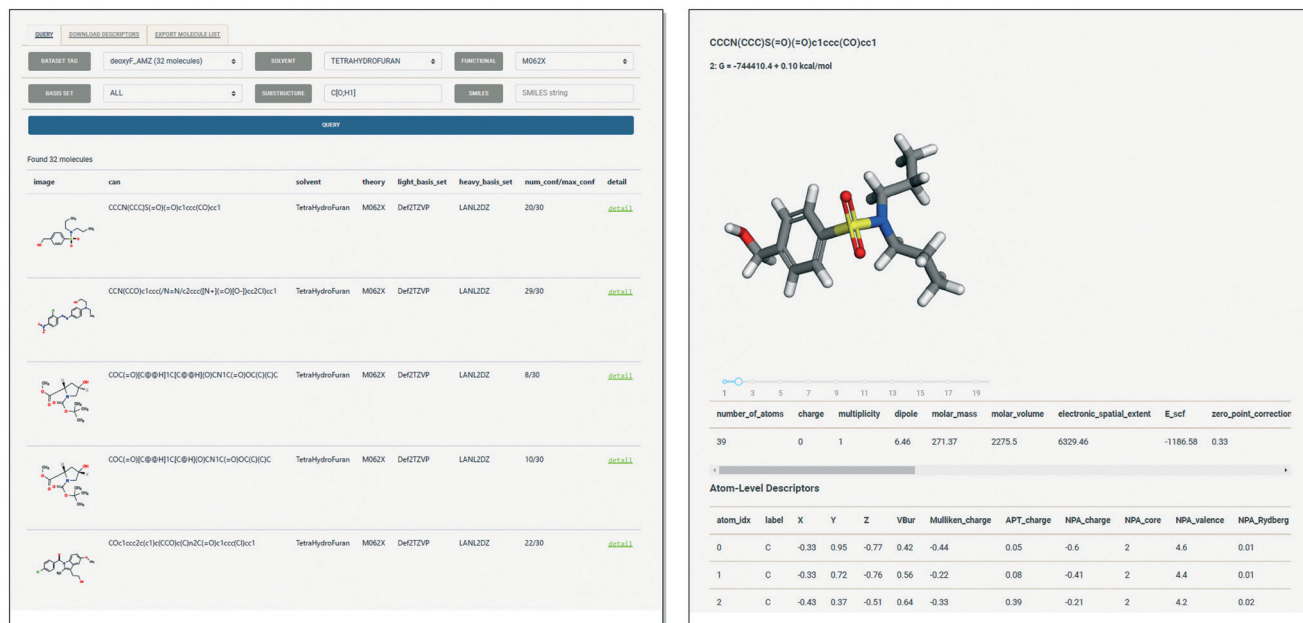 QUERY DOWNLOAD DESCRIPTORS EXPORT MOLECULE LIST
DATASET TAG deoxyF_AMZ (32 molecules) SOLVENT TETRAHYDROFURAN FUNCTIONAL M062X
BASIS SET ALL SUBSTRUCTURE C[O;H1] SMILES SMILES string
QUERY
Found 32 molecules
image can solvent theory light_basis_set heavy_basis_set num_conf/max_conf detail
CCCN(CCC)S(=O)(=O)c1ccc(CO)cc1 TetraHydroFuran M062X Def2TZVP LANL2DZ 20/30 detail
CCN(CCO)c1ccc(/N=N/c2ccc([N+](=O)[O-])cc2Cl)cc1 TetraHydroFuran M062X Def2TZVP LANL2DZ 29/30 detail
COC(=O)[C@@H]1C[C@@H](O)CN1C(=O)OC(C)(C)C TetraHydroFuran M062X Def2TZVP LANL2DZ 8/30 detail
COC(=O)[C@@H]1C[C@H](O)CN1C(=O)OC(C)(C)C TetraHydroFuran M062X Def2TZVP LANL2DZ 10/30 detail
COc1ccc2c(c1)c(CCO)c(C)n2C(=O)c1ccc(Cl)cc1 TetraHydroFuran M062X Def2TZVP LANL2DZ 22/30 detail
CCCN(CCC)S(=O)(=O)c1ccc(CO)cc1
2: G = -744410.4 + 0.10 kcal/mol
1 3 5 7 9 11 13 15 17 19
number_of_atoms charge multiplicity dipole molar_mass molar_volume electronic_spatial_extent E_scf zero_point_correction
39 0 1 6.46 271.37 2275.5 6329.46 -1186.58 0.33
Atom-Level Descriptors
atom_idx label X Y Z VBur Mulliken_charge APT_charge NPA_charge NPA_core NPA_valence NPA_Rydberg
0 C -0.33 0.95 -0.77 0.42 -0.44 0.05 -0.6 2 4.6 0.01
1 C -0.33 0.72 -0.76 0.56 -0.22 0.08 -0.41 2 4.4 0.01
2 C -0.43 0.37 -0.51 0.64 -0.33 0.39 -0.21 2 4.2 0.02